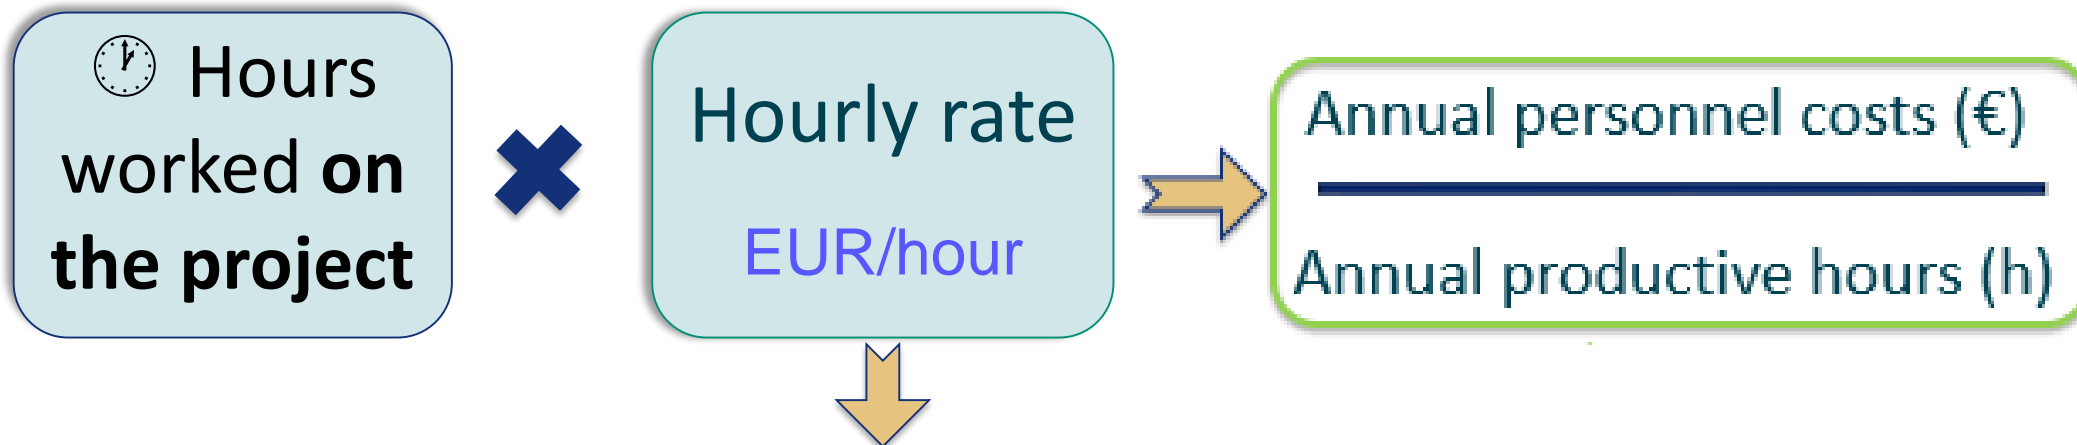 Hours
worked on
the project
Hourly rate
EUR/hour
Annual personnel costs (€)
Annual productive hours (h)